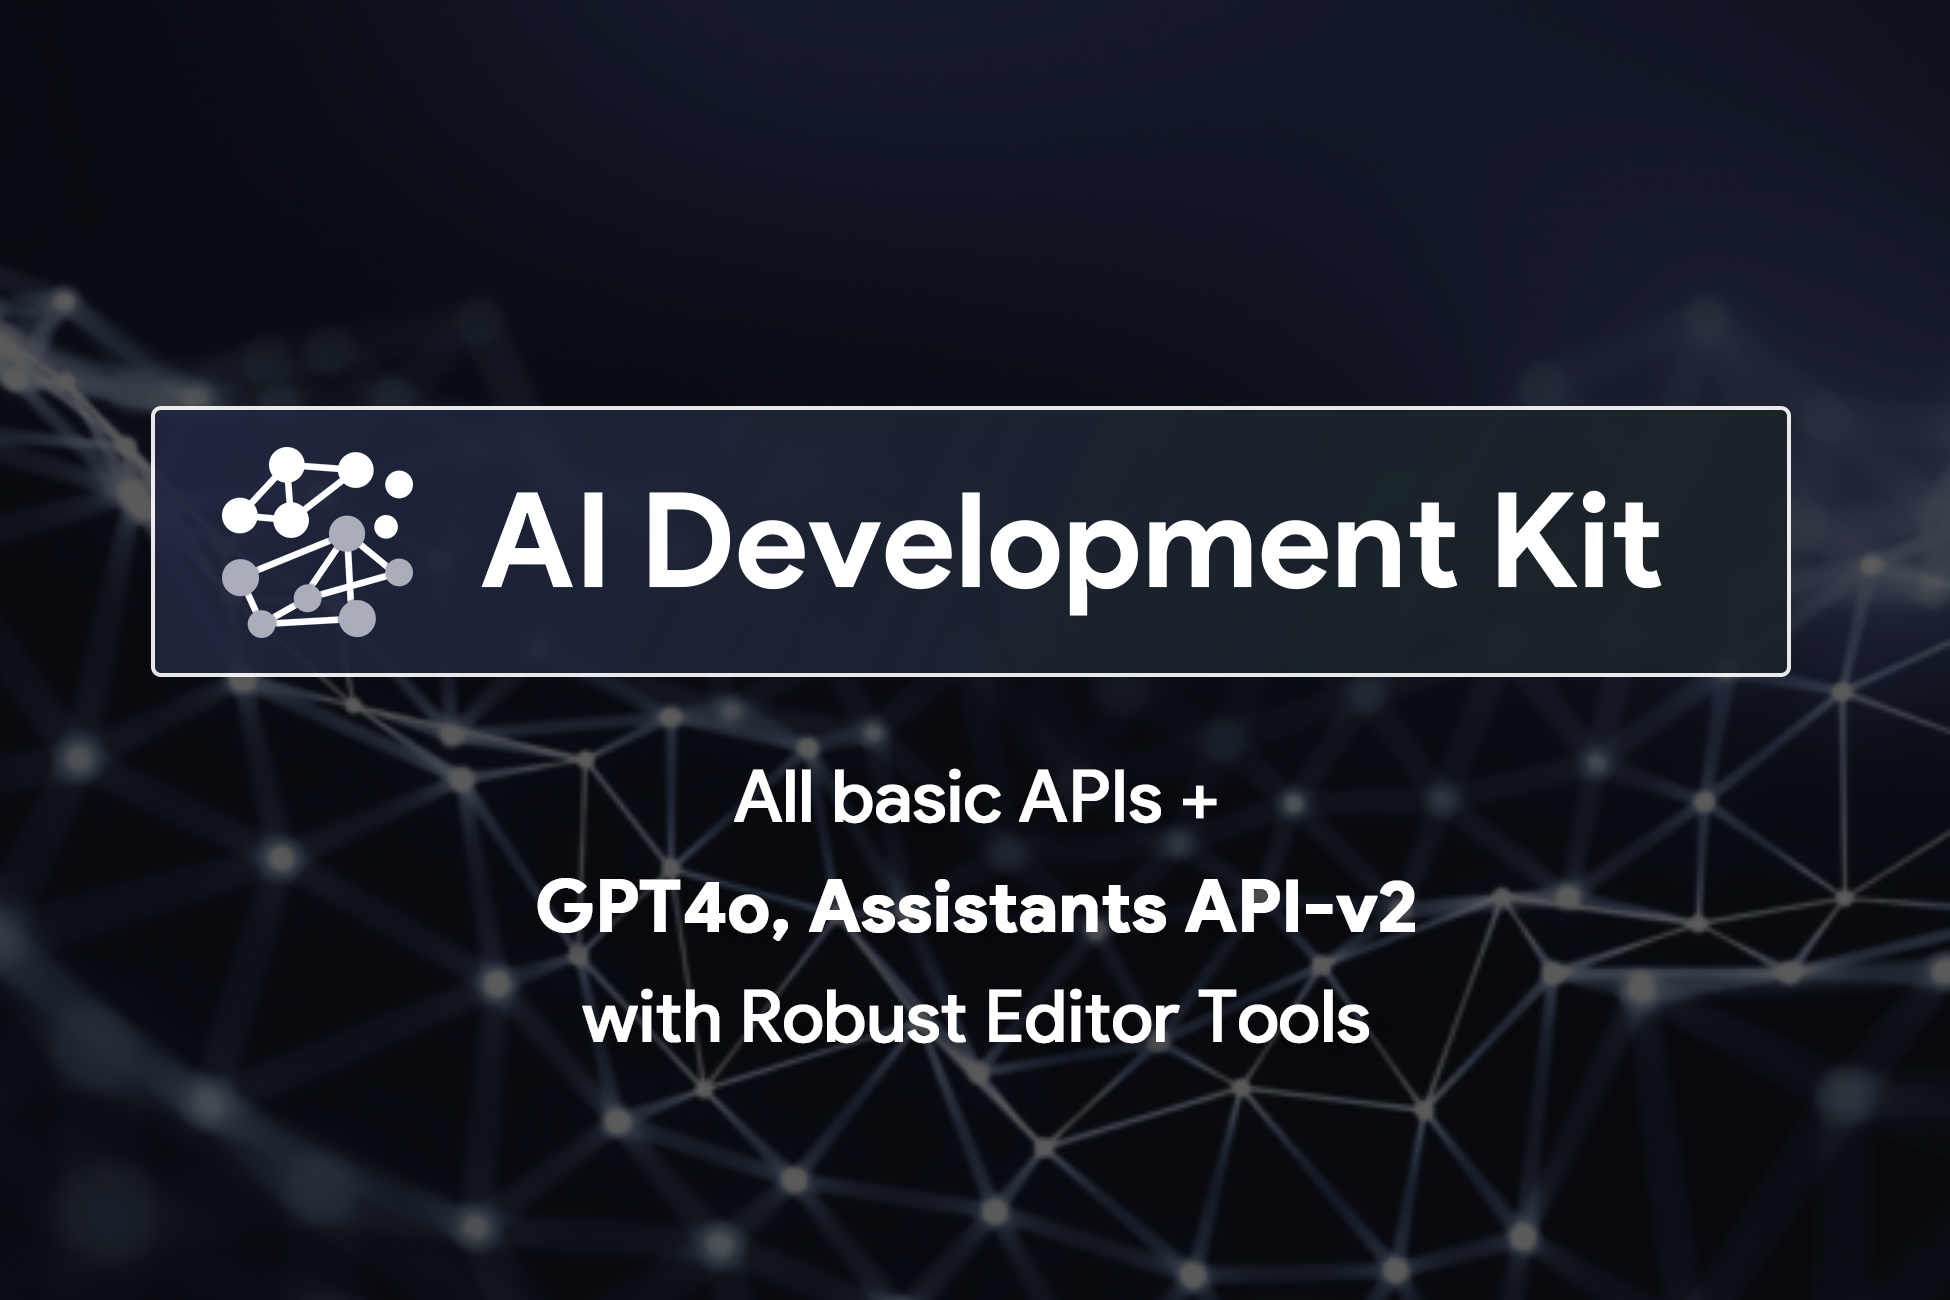 AI Development Kit
All basic APIs +
GPT4o, Assistants API-v2
with Robust Editor Tools